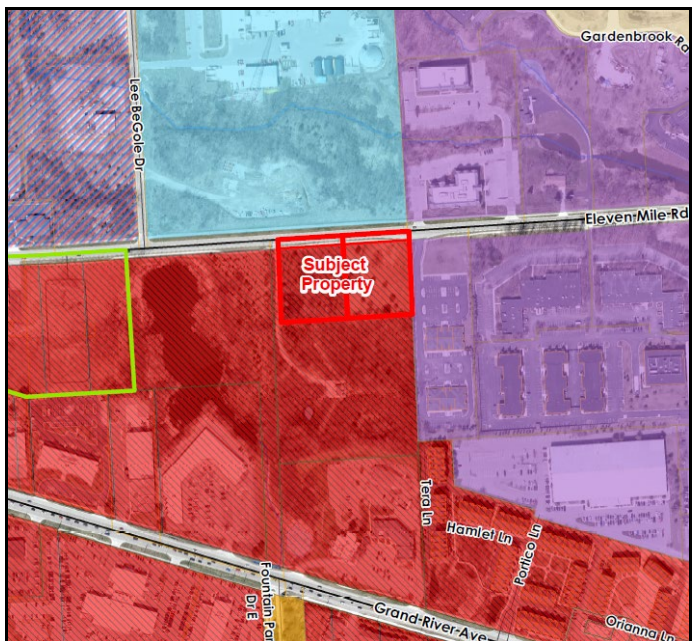 Gardenbrook Rd
Lee-BeGole-Dr
Eleven-Mile-Rd
Subject
Property
Tera Ln
Hamlet Ln
Portico Ln
Fountain Par
Dr E
Grand-River-Ave
Orianna Ln